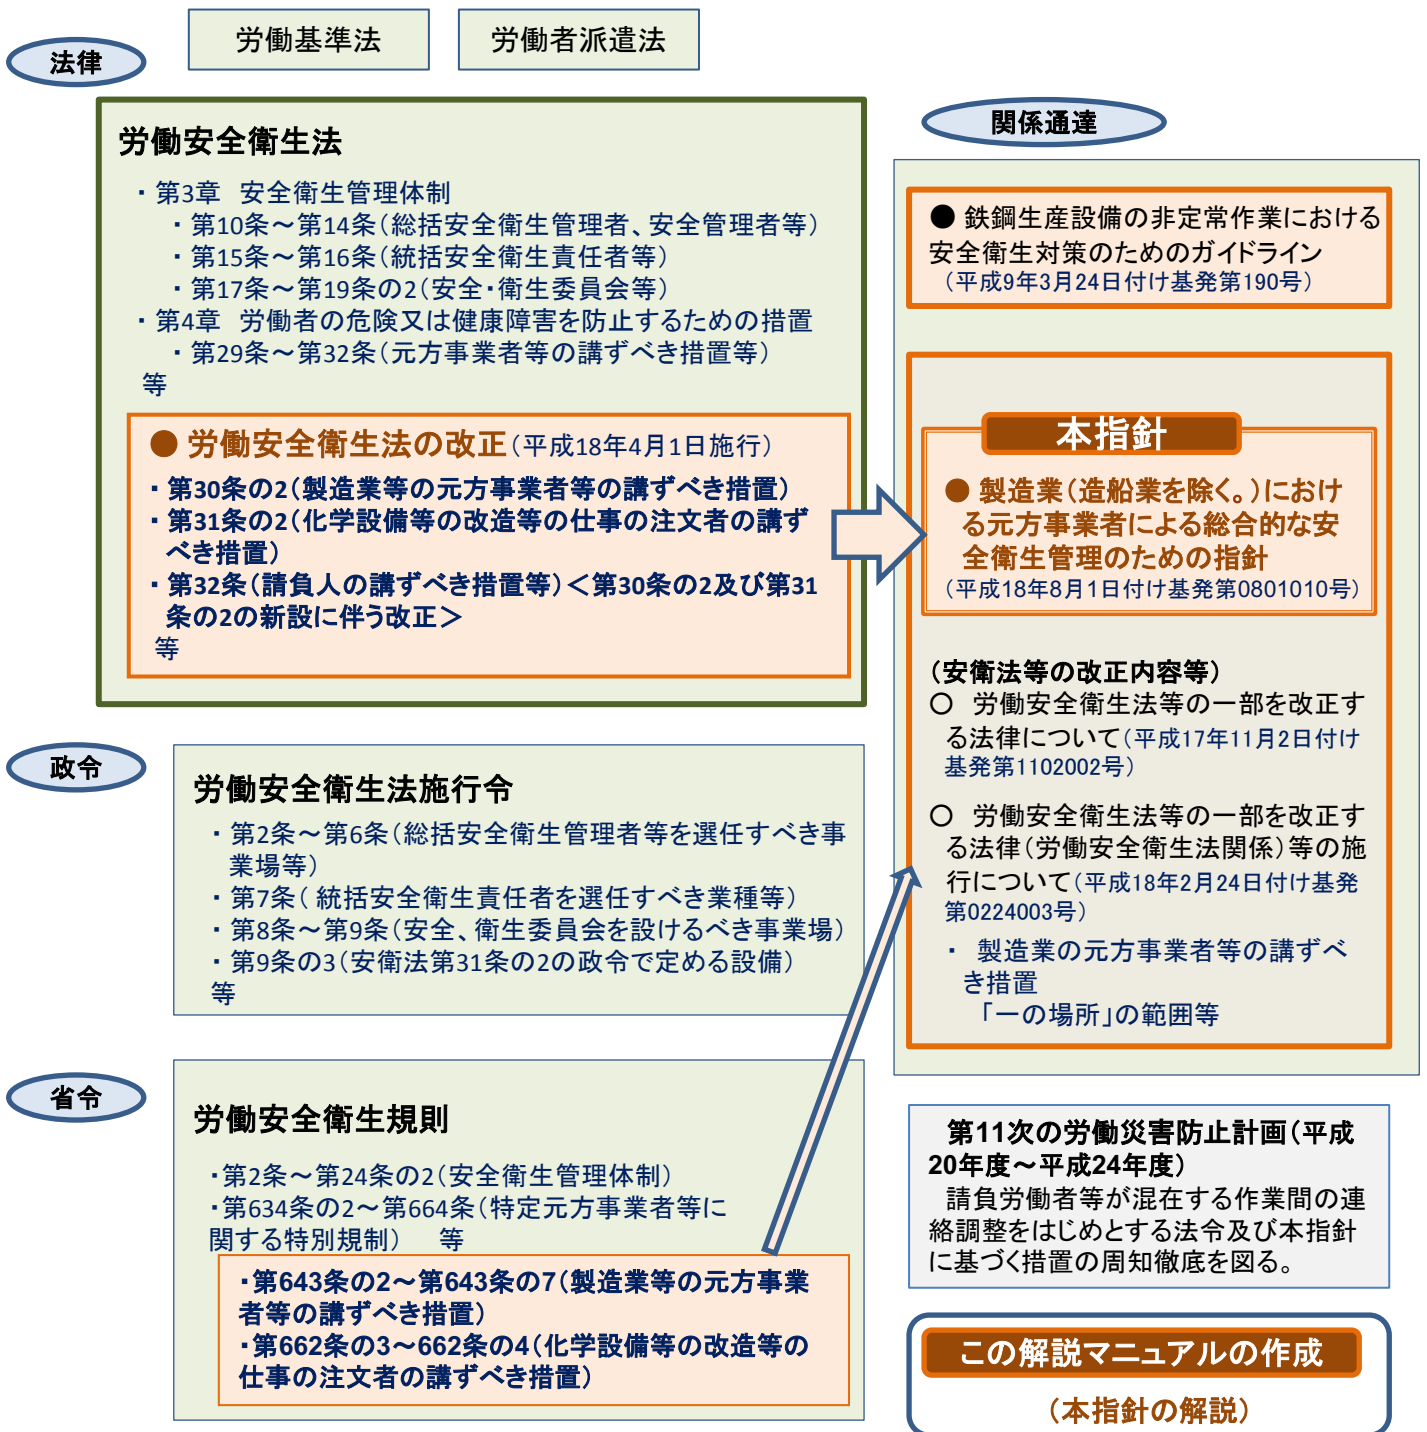 労働基準法
労働者派遣法
法律
労働安全衛生法
・第3章　安全衛生管理体制
・第10条～第14条（総括安全衛生管理者、安全管理者等）
・第15条～第16条（統括安全衛生責任者等）
・第17条～第19条の2（安全・衛生委員会等）
・第4章　労働者の危険又は健康障害を防止するための措置
・第29条～第32条（元方事業者等の講ずべき措置等）
等
● 労働安全衛生法の改正（平成18年4月1日施行）
・第30条の2（製造業等の元方事業者等の講ずべき措置）
・第31条の2（化学設備等の改造等の仕事の注文者の講ず
べき措置）
・第32条（請負人の講ずべき措置等）＜第30条の2及び第31
条の2の新設に伴う改正＞
等
政令
労働安全衛生法施行令
・第2条～第6条（総括安全衛生管理者等を選任すべき事
業場等）
・第7条（ 統括安全衛生責任者を選任すべき業種等）
・第8条～第9条（安全、衛生委員会を設けるべき事業場）
・第9条の3（安衛法第31条の2の政令で定める設備）
等
省令
労働安全衛生規則
・第2条～第24条の2（安全衛生管理体制）
・第634条の2～第664条（特定元方事業者等に
関する特別規制）　等
・第643条の2～第643条の7（製造業等の元方事業
者等の講ずべき措置）
・第662条の3～662条の4（化学設備等の改造等の
仕事の注文者の講ずべき措置）
関係通達
● 鉄鋼生産設備の非定常作業における
安全衛生対策のためのガイドライン
（平成9年3月24日付け基発第190号）
本指針
● 製造業（造船業を除く。）におけ
る元方事業者による総合的な安
全衛生管理のための指針
（平成18年8月1日付け基発第0801010号）
（安衛法等の改正内容等）
○　労働安全衛生法等の一部を改正す
る法律について（平成17年11月2日付け
基発第1102002号）
○　労働安全衛生法等の一部を改正す
る法律（労働安全衛生法関係）等の施
行について（平成18年2月24日付け基発
第0224003号）
・　製造業の元方事業者等の講ずべ
き措置
「一の場所」の範囲等
第11次の労働災害防止計画（平成
20年度～平成24年度）
請負労働者等が混在する作業間の連
絡調整をはじめとする法令及び本指針
に基づく措置の周知徹底を図る。
この解説マニュアルの作成
（本指針の解説）